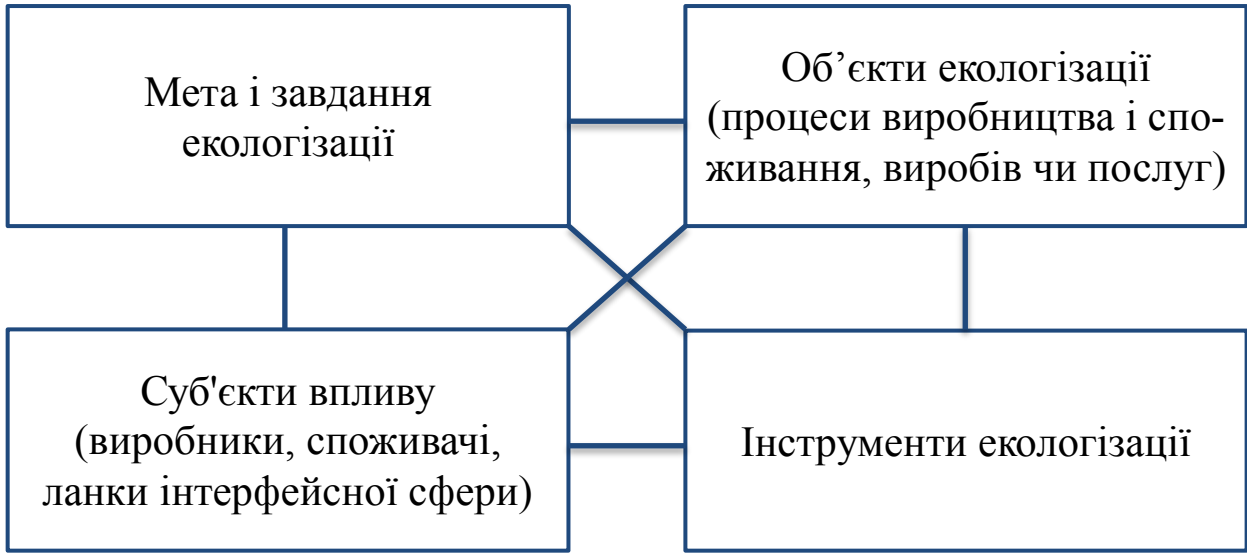 Мета і завдання
екологізації
Об’єкти екологізації
(процеси виробництва і спо-
живання, виробів чи послуг)
Суб'єкти впливу
(виробники, споживачі,
ланки інтерфейсної сфери)
Інструменти екологізації